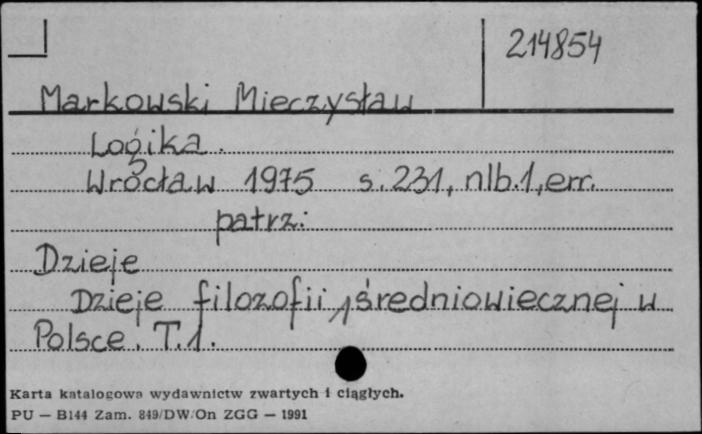 214854
Markowski Mieczysław
Logika.
Wrocław 1975 s. 231, nlb. 1, err.
patrz:
Dzieje
Dzieje filozofii średniowiecznej w
Polsce. T.1.
Karta katalogowa wydawnictw zwartych i ciągłych.
PU — B144 Zam. 849/DW/On ZGG — 1991